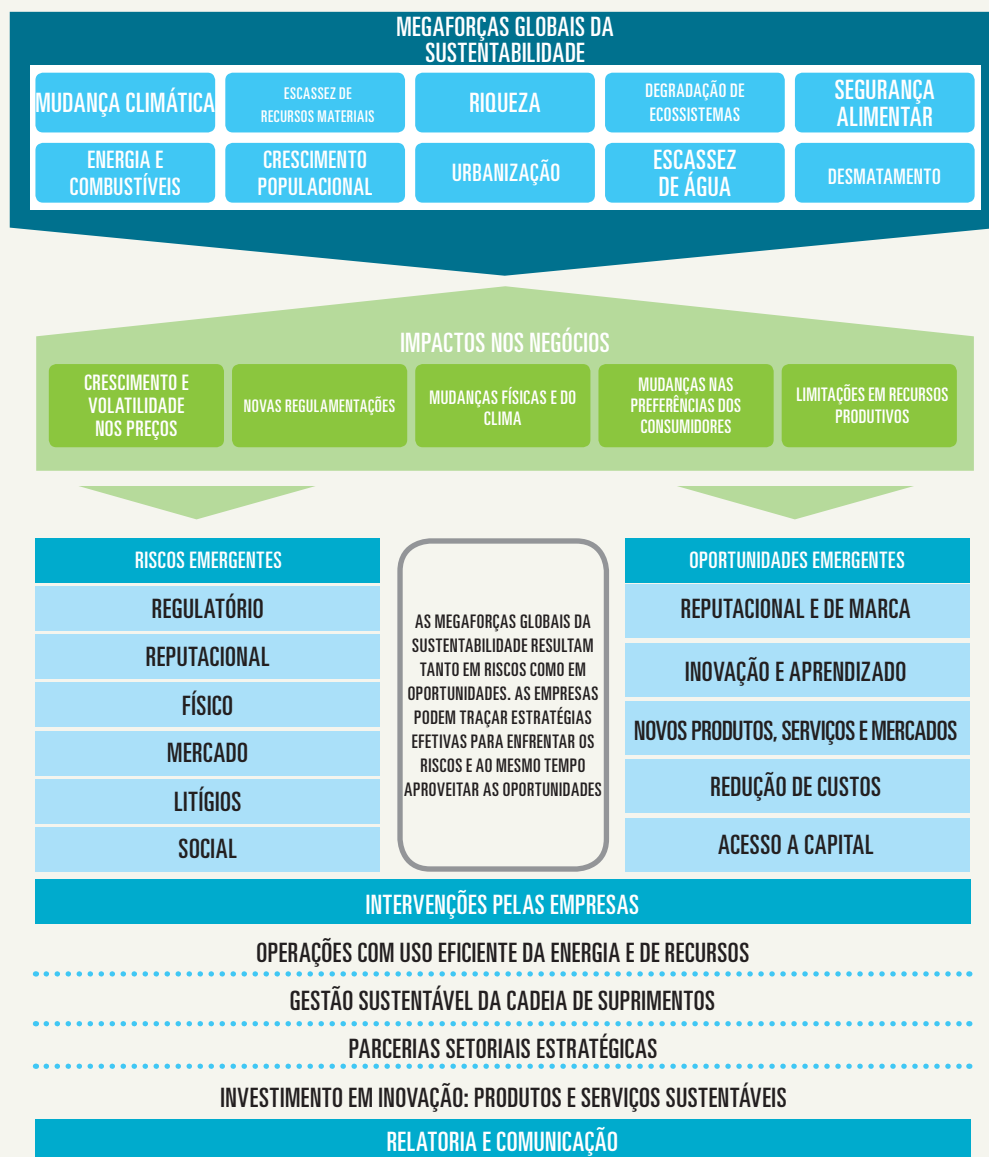 MEGAFORÇAS GLOBAIS DA
SUSTENTABILIDADE
MUDANÇA CLIMÁTICA
ESCASSEZ DE
RECURSOS MATERIAIS
RIQUEZA
DEGRADAÇÃO DE
ECOSSISTEMAS
SEGURANÇA
ALIMENTAR
ENERGIA E
COMBUSTÍVEIS
CRESCIMENTO
POPULACIONAL
URBANIZAÇÃO
ESCASSEZ
DE ÁGUA
DESMATAMENTO
IMPACTOS NOS NEGÓCIOS
CRESCIMENTO E
VOLATILIDADE
NOS PREÇOS
NOVAS REGULAMENTAÇÕES
MUDANÇAS FÍSICAS E DO
CLIMA
MUDANÇAS NAS
PREFERÊNCIAS DOS
CONSUMIDORES
LIMITAÇÕES EM RECURSOS
PRODUTIVOS
RISCOS EMERGENTES
REGULATÓRIO
REPUTACIONAL
FÍSICO
MERCADO
LITÍGIOS
SOCIAL
AS MEGAFORÇAS GLOBAIS DA
SUSTENTABILIDADE RESULTAM
TANTO EM RISCOS COMO EM
OPORTUNIDADES. AS EMPRESAS
PODEM TRAÇAR ESTRATÉGIAS
EFETIVAS PARA ENFRENTAR OS
RISCOS E AO MESMO TEMPO
APROVEITAR AS OPORTUNIDADES
OPORTUNIDADES EMERGENTES
REPUTACIONAL E DE MARCA
INOVAÇÃO E APRENDIZADO
NOVOS PRODUTOS, SERVIÇOS E MERCADOS
REDUÇÃO DE CUSTOS
ACESSO A CAPITAL
INTERVENÇÕES PELAS EMPRESAS
OPERAÇÕES COM USO EFICIENTE DA ENERGIA E DE RECURSOS
GESTÃO SUSTENTÁVEL DA CADEIA DE SUPRIMENTOS
PARCERIAS SETORIAIS ESTRATÉGICAS
INVESTIMENTO EM INOVAÇÃO: PRODUTOS E SERVIÇOS SUSTENTÁVEIS
RELATORIA E COMUNICAÇÃO